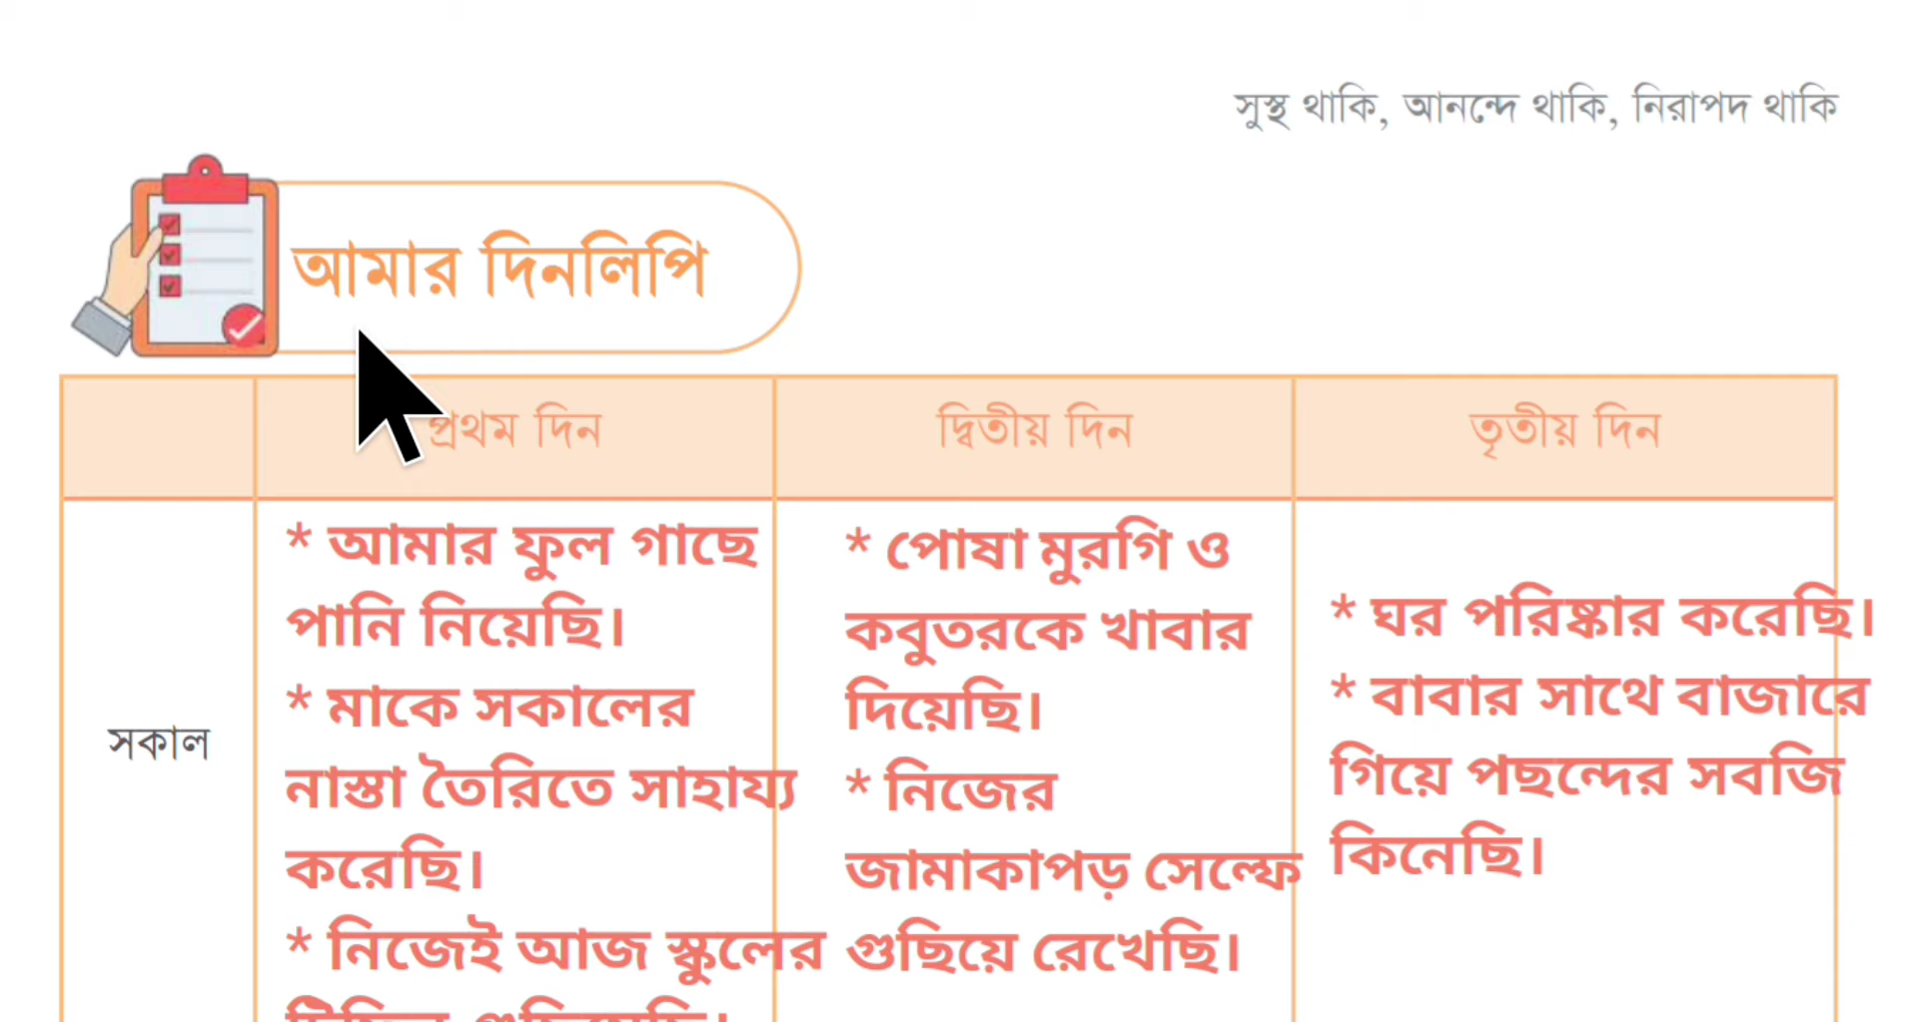 সুস্থ থাকি, আনন্দে থাকি, নিরাপদ থাকি
আমার দিনলিপি
প্রথম দিন
দ্বিতীয় দিন
তৃতীয় দিন
সকাল
* আমার ফুল গাছে
পানি নিয়েছি।
* মাকে সকালের
নাস্তা তৈরিতে সাহায্য
করেছি।
* নিজেই আজ স্কুলের
* পোষা মুরগি ও
কবুতরকে খাবার
দিয়েছি।
* নিজের
জামাকাপড় সেল্ফে
গুছিয়ে রেখেছি।
* ঘর পরিষ্কার করেছি।
* বাবার সাথে বাজারে
গিয়ে পছন্দের সবজি
কিনেছি।